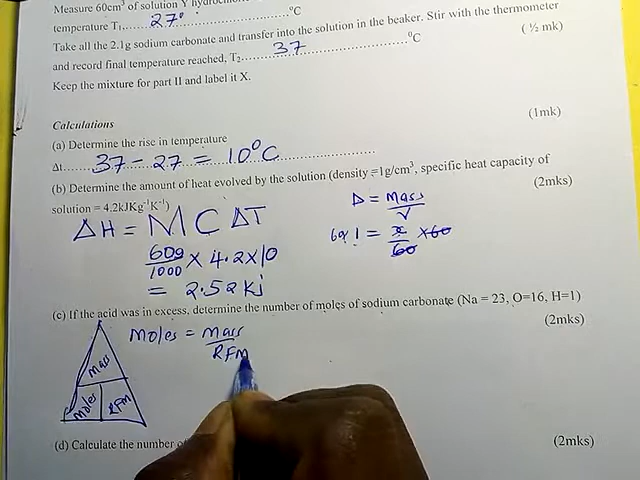 Measure 60cm³ of solution Y
temperature T₁ 27° °C
Take all the 2.1g sodium carbonate and transfer into the solution in the beaker. Stir with the thermometer
and record final temperature reached, T₂ 37 °C (½ mk)
Keep the mixture for part II and label it X.
Calculations
(a) Determine the rise in temperature (1mk)
Δt 37 - 27 = 10°C
(b) Determine the amount of heat evolved by the solution (density =1g/cm³, specific heat capacity of
solution = 4.2kJKg⁻¹K⁻¹) (2mks)
ΔH = MCΔT
60g/1000 × 4.2 × 10
= 2.52 kj
D = Mass/V
60× 1 = x/60 ×60
(c) If the acid was in excess, determine the number of moles of sodium carbonate (Na = 23, O=16, H=1)
(2mks)
Mass
Moles RFM
Moles = Mass/RFM
(d) Calculate the number (2mks)